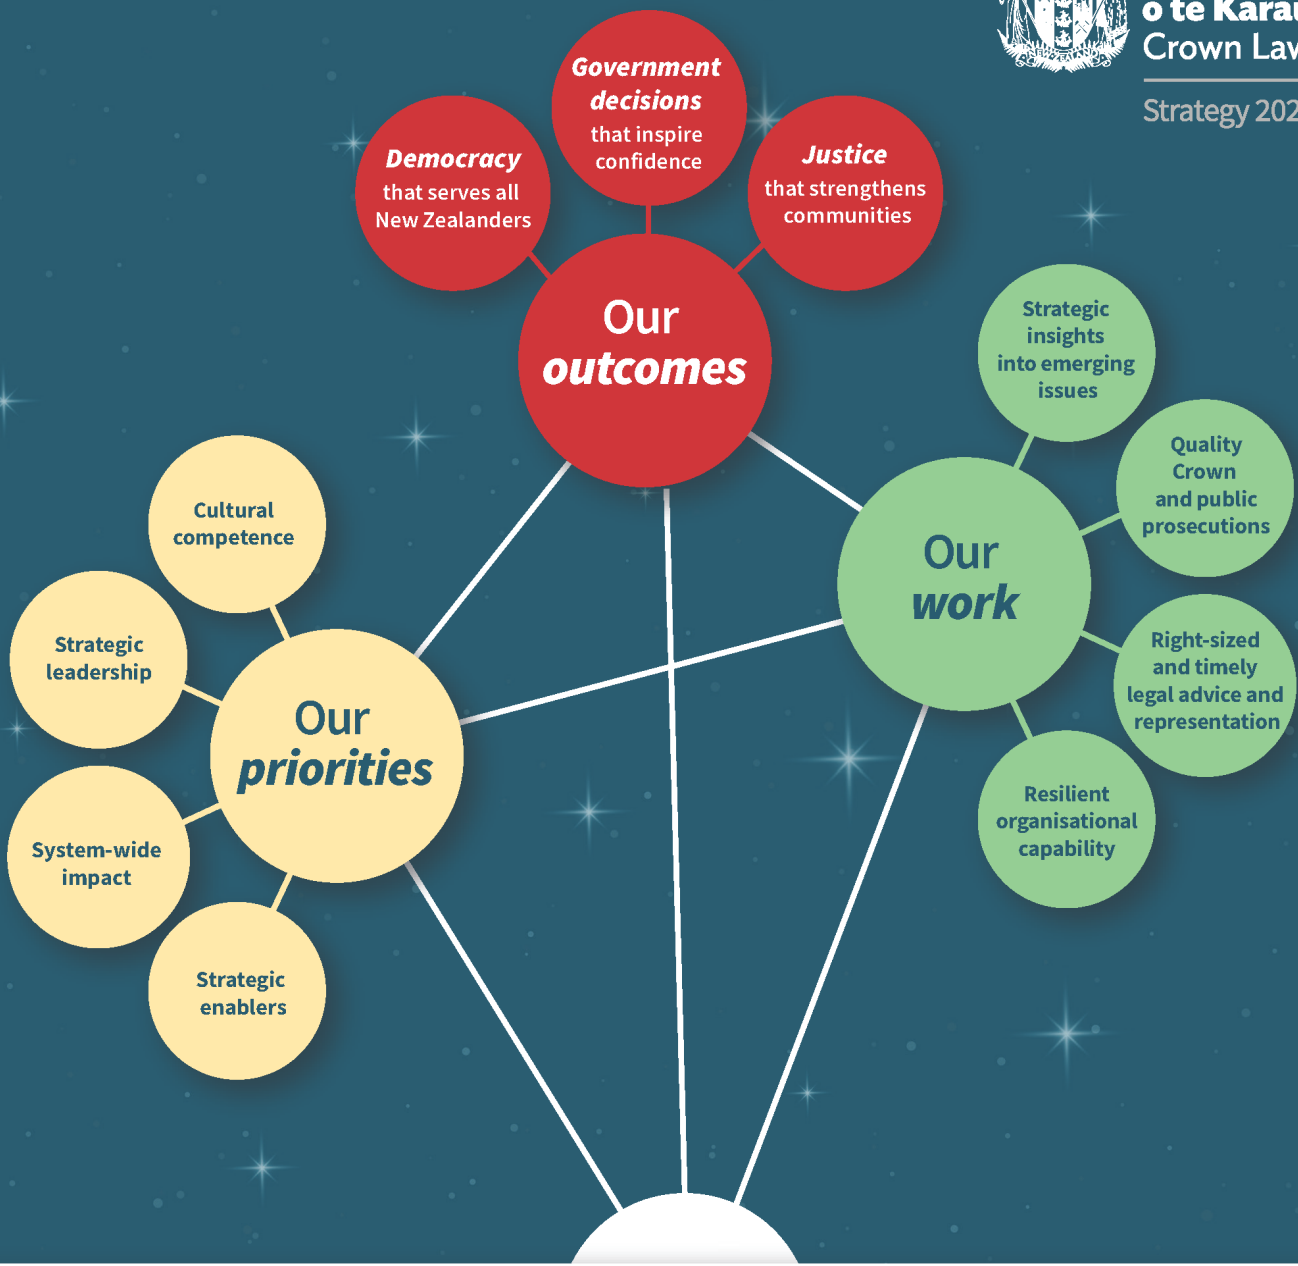 o te Karau
Crown Law
Strategy 202
Government
decisions
that inspire
confidence
Democracy
that serves all
New Zealanders
Justice
that strengthens
communities
Our
outcomes
Strategic
insights
into emerging
issues
Quality
Crown
and public
prosecutions
Our
work
Right-sized
and timely
legal advice and
representation
Resilient
organisational
capability
Cultural
competence
Strategic
leadership
Our
priorities
System-wide
impact
Strategic
enablers